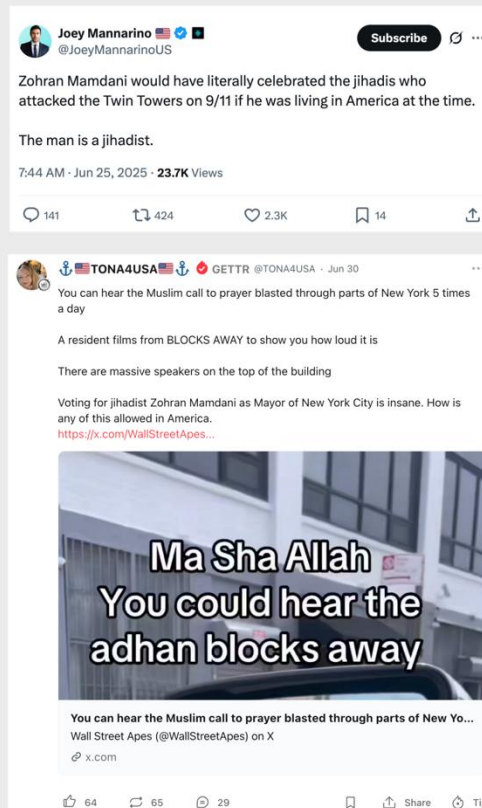 Joey Mannarino 🇺🇸
@JoeyMannarinoUS
Subscribe
Zohran Mamdani would have literally celebrated the jihadis who
attacked the Twin Towers on 9/11 if he was living in America at the time.
The man is a jihadist.
7:44 AM · Jun 25, 2025 · 23.7K Views
141 424 2.3K 14
⚓🇺🇸TONA4USA🇺🇸⚓ GETTR @TONA4USA · Jun 30
You can hear the Muslim call to prayer blasted through parts of New York 5 times
a day
A resident films from BLOCKS AWAY to show you how loud it is
There are massive speakers on the top of the building
Voting for jihadist Zohran Mamdani as Mayor of New York City is insane. How is
any of this allowed in America.
https://x.com/WallStreetApes...
Ma Sha Allah
You could hear the
adhan blocks away
You can hear the Muslim call to prayer blasted through parts of New Yo...
Wall Street Apes (@WallStreetApes) on X
x.com
64 65 29 Share Ti